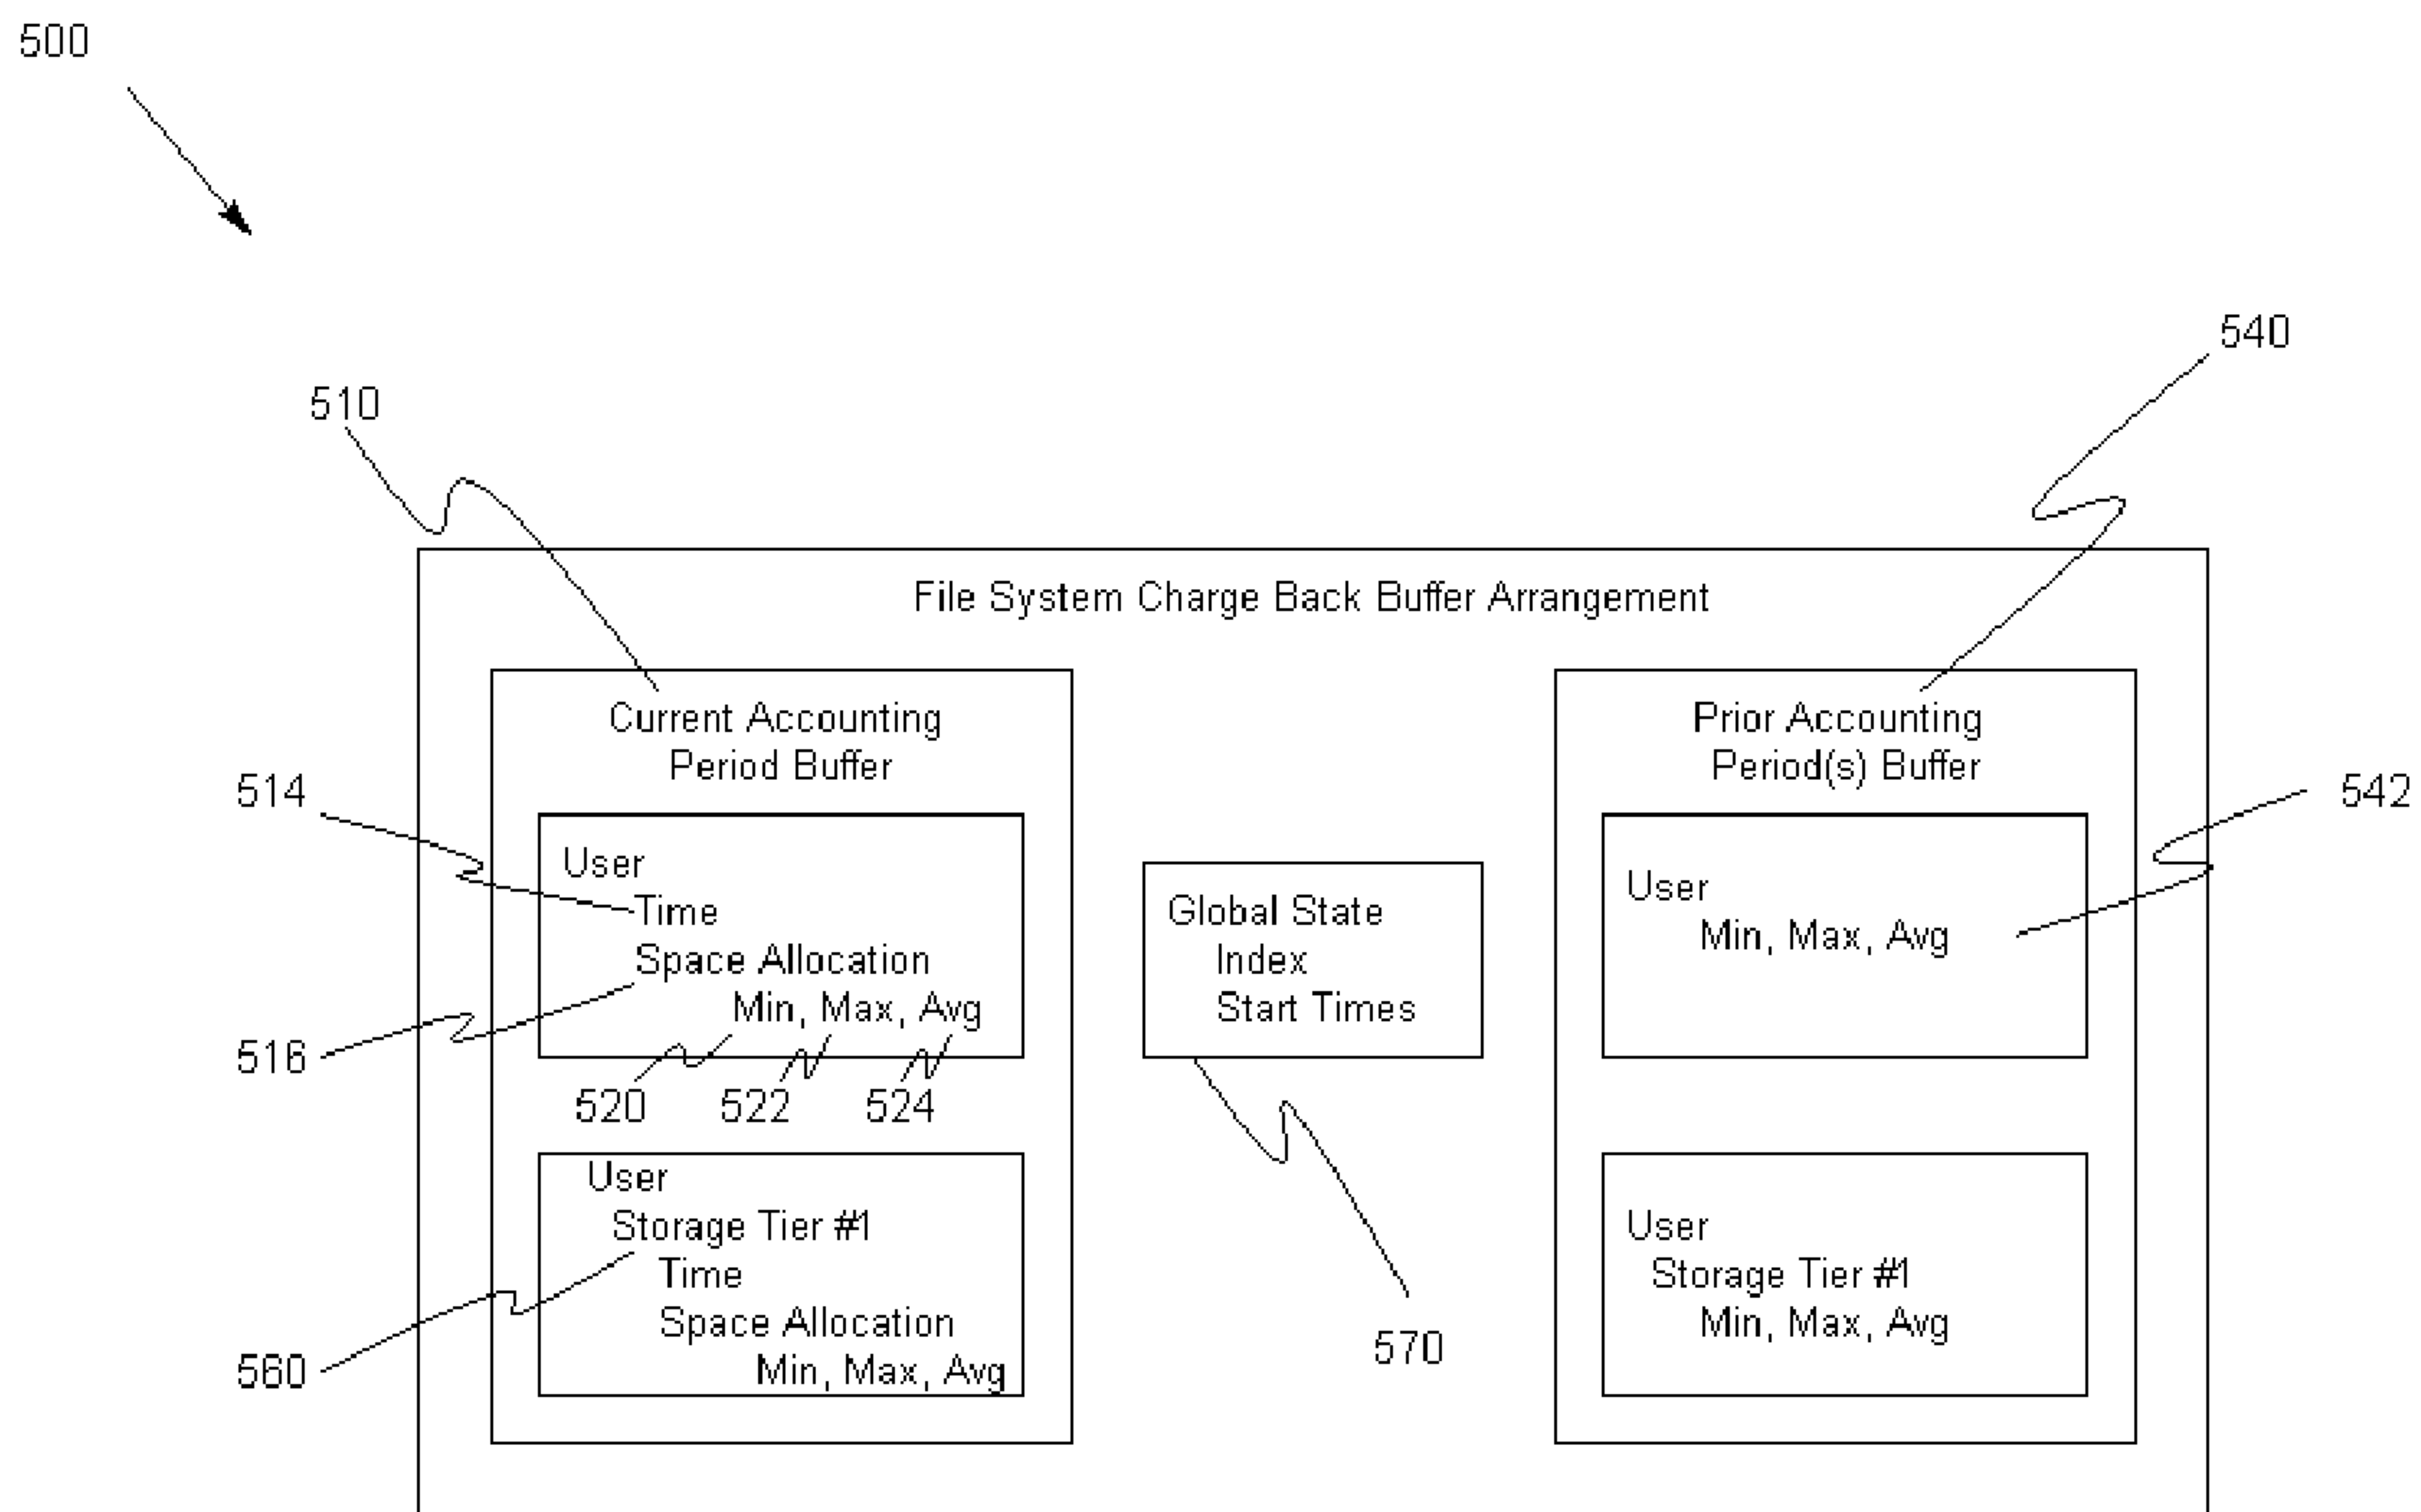 500
540
510
File System Charge Back Buffer Arrangement
Current Accounting
Period Buffer
Prior Accounting
Period(s) Buffer
514
542
User
Time
Space Allocation
Min, Max, Avg
516
520 522 524
Global State
Index
Start Times
User
Min, Max, Avg
User
Storage Tier #1
Time
Space Allocation
Min, Max, Avg
560
570
User
Storage Tier #1
Min, Max, Avg